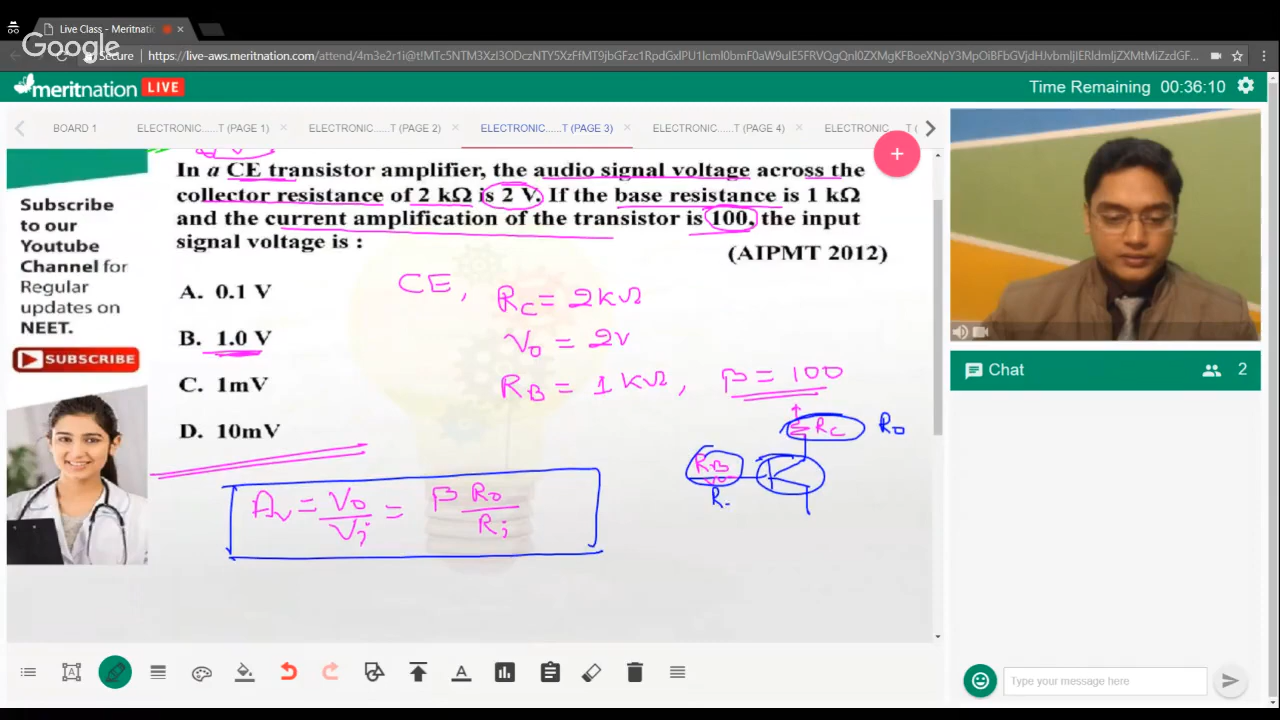 Live Class - Meritnatic
Google
Secure https://live-aws.meritnation.com/attend/
meritnation LIVE
Time Remaining 00:36:10
BOARD 1
ELECTRONIC......T (PAGE 1)
ELECTRONIC......T (PAGE 2)
ELECTRONIC......T (PAGE 3)
ELECTRONIC......T (PAGE 4)
ELECTRONIC......T (
Subscribe
to our
Youtube
Channel for
Regular
updates on
NEET.
SUBSCRIBE
In a CE transistor amplifier, the audio signal voltage across the
collector resistance of 2 kΩ is 2 V. If the base resistance is 1 kΩ
and the current amplification of the transistor is 100, the input
signal voltage is :
(AIPMT 2012)
A. 0.1 V
B. 1.0 V
C. 1mV
D. 10mV
CE, RC = 2kΩ
Vo = 2V
RB = 1kΩ, β = 100
RC Ro
RB
R.
Av = Vo/Vi = β Ro/Ri
Chat 2
Type your message here